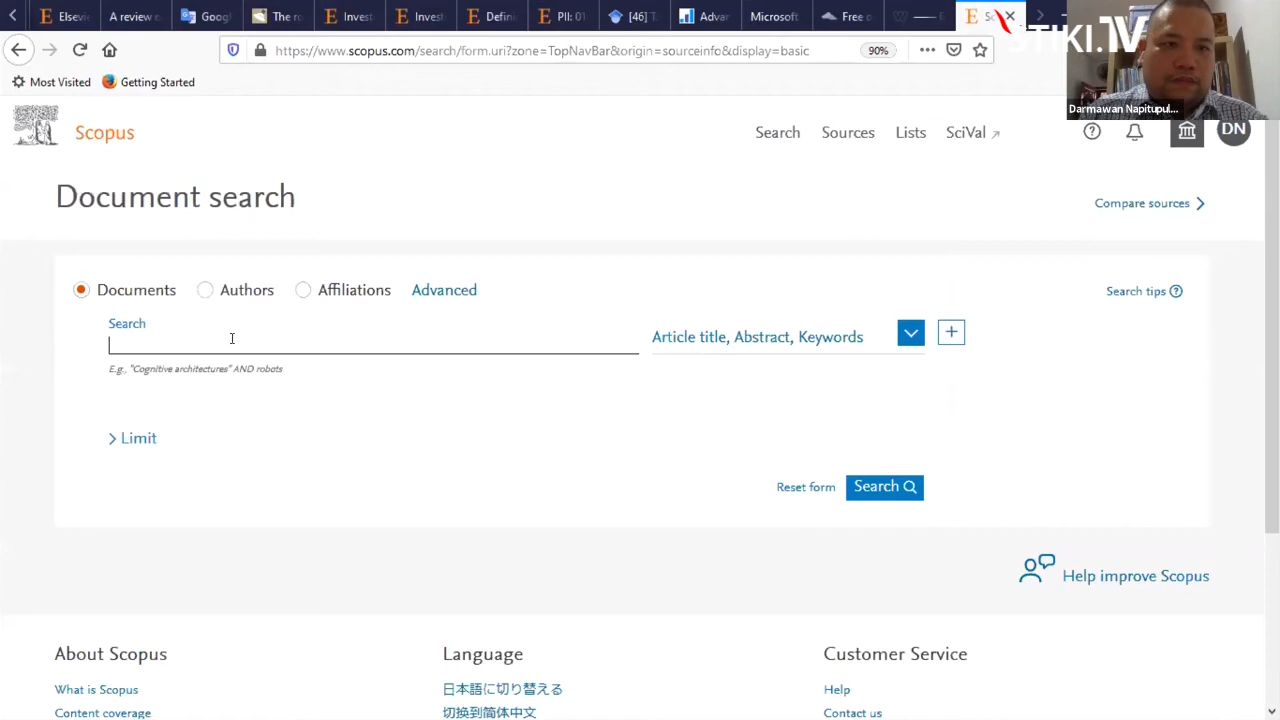 Elsevi
A review e
Googl
The ro
Invest
Invest
Defini
PII: 01
[46] T
Advar
Microsoft
Free o
STIKI.TV
https://www.scopus.com/search/form.uri?zone=TopNavBar&origin=sourceinfo&display=basic
90%
Most Visited
Getting Started
Darmawan Napitupul...
Scopus
Search
Sources
Lists
SciVal
DN
Document search
Compare sources
Documents
Authors
Affiliations
Advanced
Search tips
Search
Article title, Abstract, Keywords
E.g., "Cognitive architectures" AND robots
Limit
Reset form
Search
Help improve Scopus
About Scopus
Language
Customer Service
What is Scopus
日本語に切り替える
Help
Content coverage
切换到简体中文
Contact us